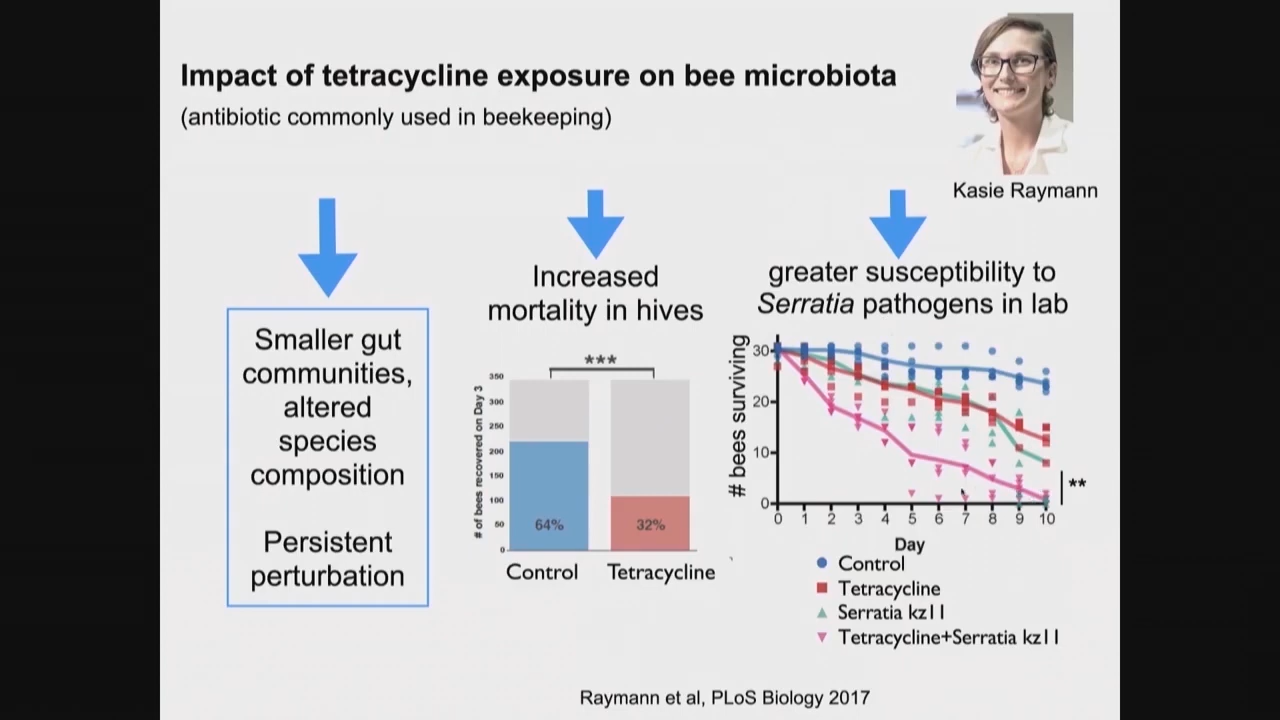 Impact of tetracycline exposure on bee microbiota
(antibiotic commonly used in beekeeping)
Kasie Raymann
Smaller gut
communities,
altered
species
composition
Persistent
perturbation
Increased
mortality in hives
***
# of bees recovered on Day 3
350
300
250
200
150
100
50
0
64%
32%
Control
Tetracycline
greater susceptibility to
Serratia pathogens in lab
# bees surviving
30
20
10
0
0 1 2 3 4 5 6 7 8 9 10
**
Day
Control
Tetracycline
Serratia kz11
Tetracycline+Serratia kz11
Raymann et al, PLoS Biology 2017